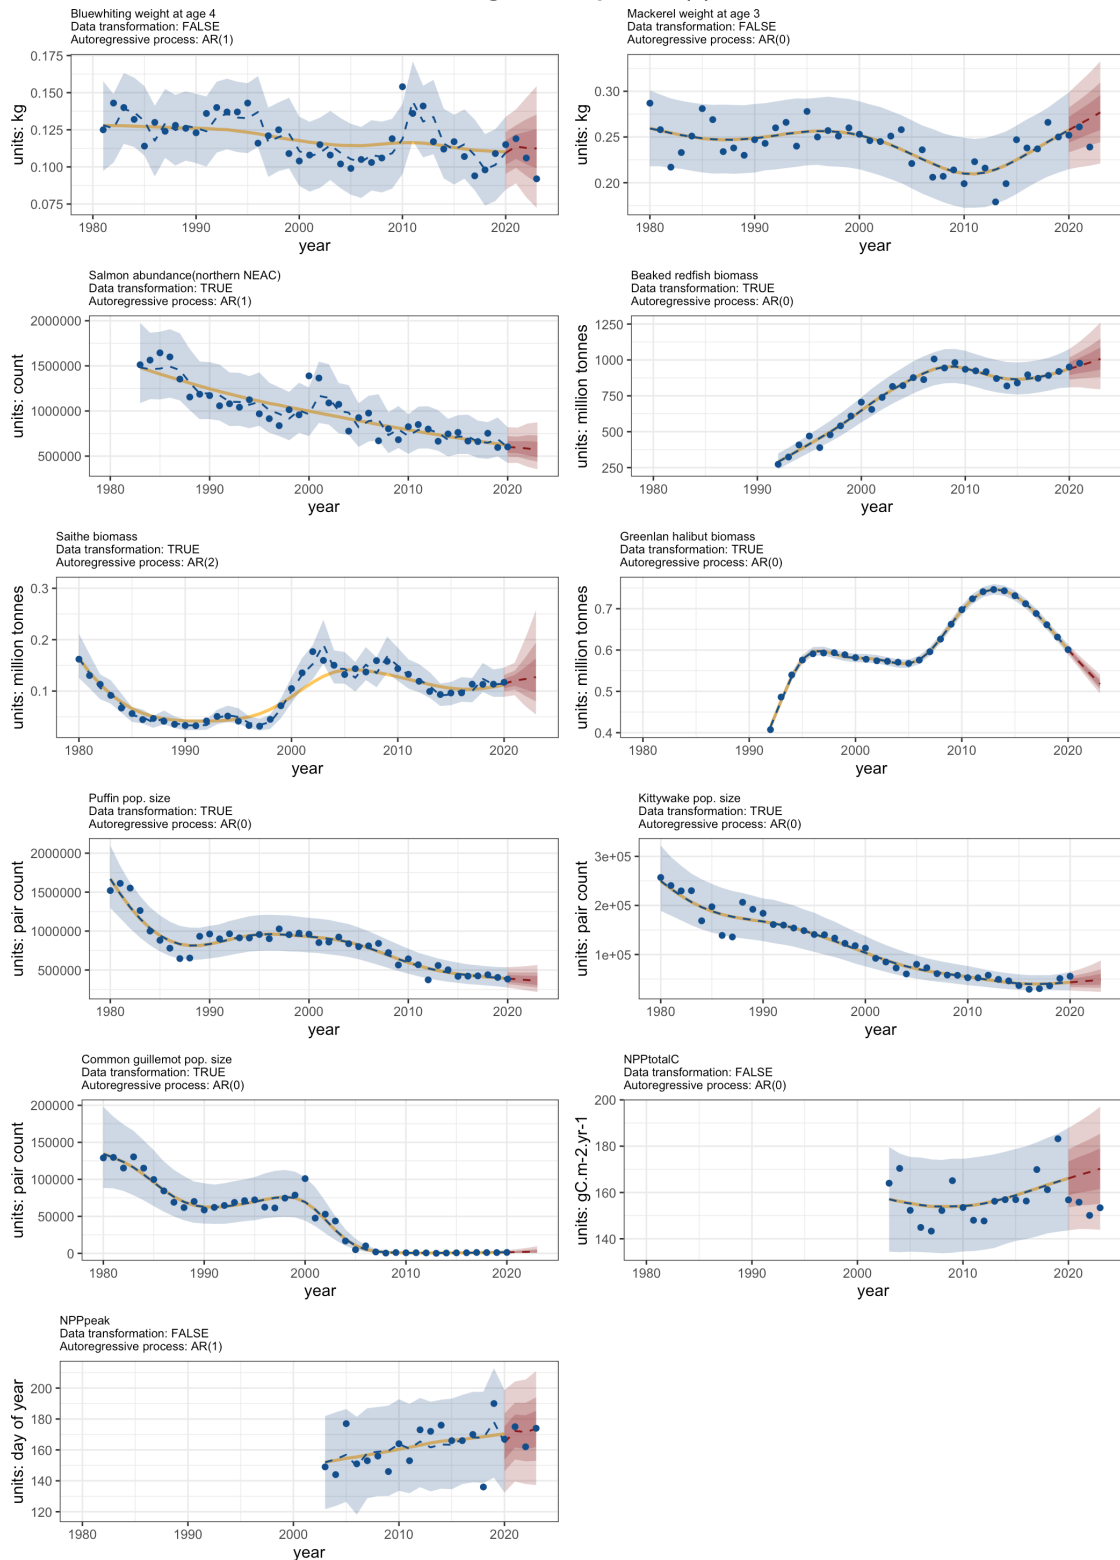 Bluewhiting weight at age 4
Data transformation: FALSE
Autoregressive process: AR(1)
0.175
0.150
0.125
0.100
0.075
units: kg
1980 1990 2000 2010 2020
year
Mackerel weight at age 3
Data transformation: FALSE
Autoregressive process: AR(0)
0.30
0.25
0.20
units: kg
1980 1990 2000 2010 2020
year
Salmon abundance(northern NEAC)
Data transformation: TRUE
Autoregressive process: AR(1)
2000000
1500000
1000000
500000
units: count
1980 1990 2000 2010 2020
year
Beaked redfish biomass
Data transformation: TRUE
Autoregressive process: AR(0)
1250
1000
750
500
250
units: million tonnes
1980 1990 2000 2010 2020
year
Saithe biomass
Data transformation: TRUE
Autoregressive process: AR(2)
0.3
0.2
0.1
units: million tonnes
1980 1990 2000 2010 2020
year
Greenlan halibut biomass
Data transformation: TRUE
Autoregressive process: AR(0)
0.7
0.6
0.5
0.4
units: million tonnes
1980 1990 2000 2010 2020
year
Puffin pop. size
Data transformation: TRUE
Autoregressive process: AR(0)
2000000
1500000
1000000
500000
units: pair count
1980 1990 2000 2010 2020
year
Kittywake pop. size
Data transformation: TRUE
Autoregressive process: AR(0)
3e+05
2e+05
1e+05
units: pair count
1980 1990 2000 2010 2020
year
Common guillemot pop. size
Data transformation: TRUE
Autoregressive process: AR(0)
200000
150000
100000
50000
0
units: pair count
1980 1990 2000 2010 2020
year
NPPtotalC
Data transformation: FALSE
Autoregressive process: AR(0)
200
180
160
140
units: gC.m-2.yr-1
1980 1990 2000 2010 2020
year
NPPpeak
Data transformation: FALSE
Autoregressive process: AR(1)
200
180
160
140
120
units: day of year
1980 1990 2000 2010 2020
year